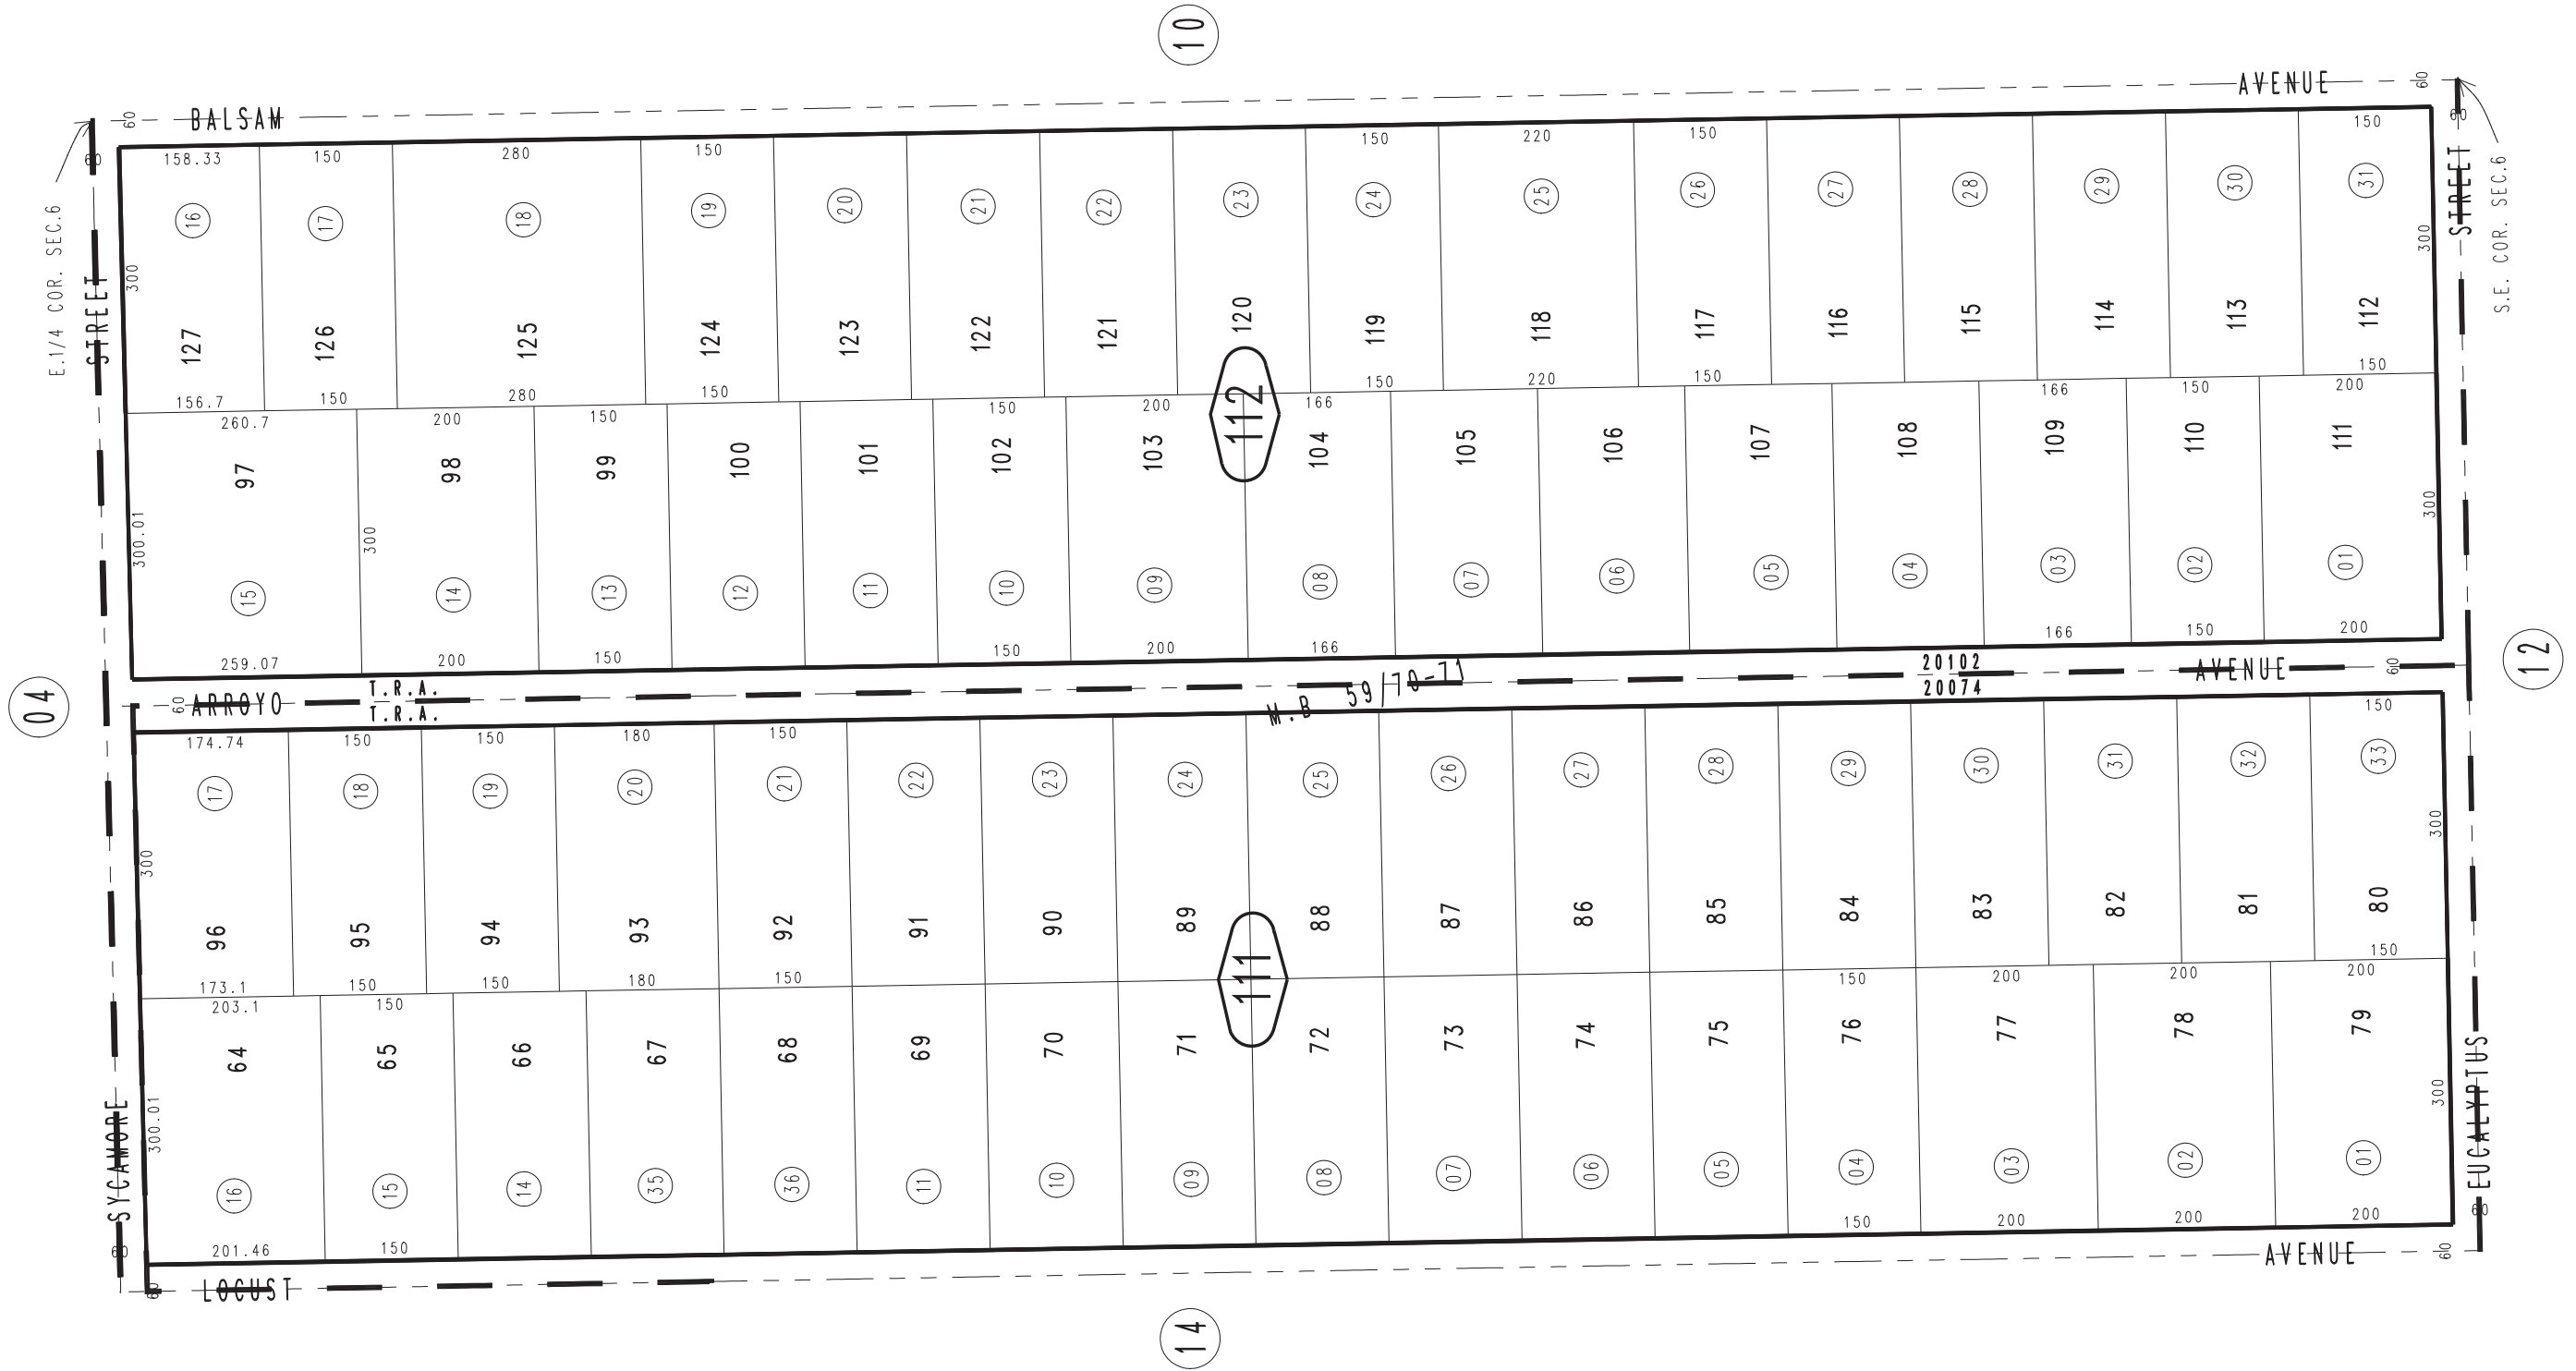 10
BALSAM AVENUE
60 60
60 158.33 150 280 150 150 220 150 150 60
16 17 18 19 20 21 22 23 24 25 26 27 28 29 30 31
E.1/4 COR. SEC.6
STREET
300 300
STREET
S.E. COR. SEC.6
127 126 125 124 123 122 121 120 119 118 117 116 115 114 113 112
156.7 150 280 150 150 220 150 150
112
260.7 200 150 150 200 166 166 150 200
97 98 99 100 101 102 103 104 105 106 107 108 109 110 111
300.01 300 300
15 14 13 12 11 10 09 08 07 06 05 04 03 02 01
259.07 200 150 150 200 166 166 150 200
04
12
60 ARROYO T.R.A. M.B 59/70-71 20102 AVENUE 60
T.R.A. 20074
174.74 150 150 180 150 150
17 18 19 20 21 22 23 24 25 26 27 28 29 30 31 32 33
300 300
96 95 94 93 92 91 90 89 88 87 86 85 84 83 82 81 80
173.1 150 150 180 150 150
111
203.1 150 150 200 200 200
64 65 66 67 68 69 70 71 72 73 74 75 76 77 78 79
SYCAMORE
300.01 300
EUCALYPTUS
16 15 14 35 36 11 10 09 08 07 06 05 04 03 02 01
60 201.46 150 150 200 200 200 60
60 LOCUST AVENUE 60
14